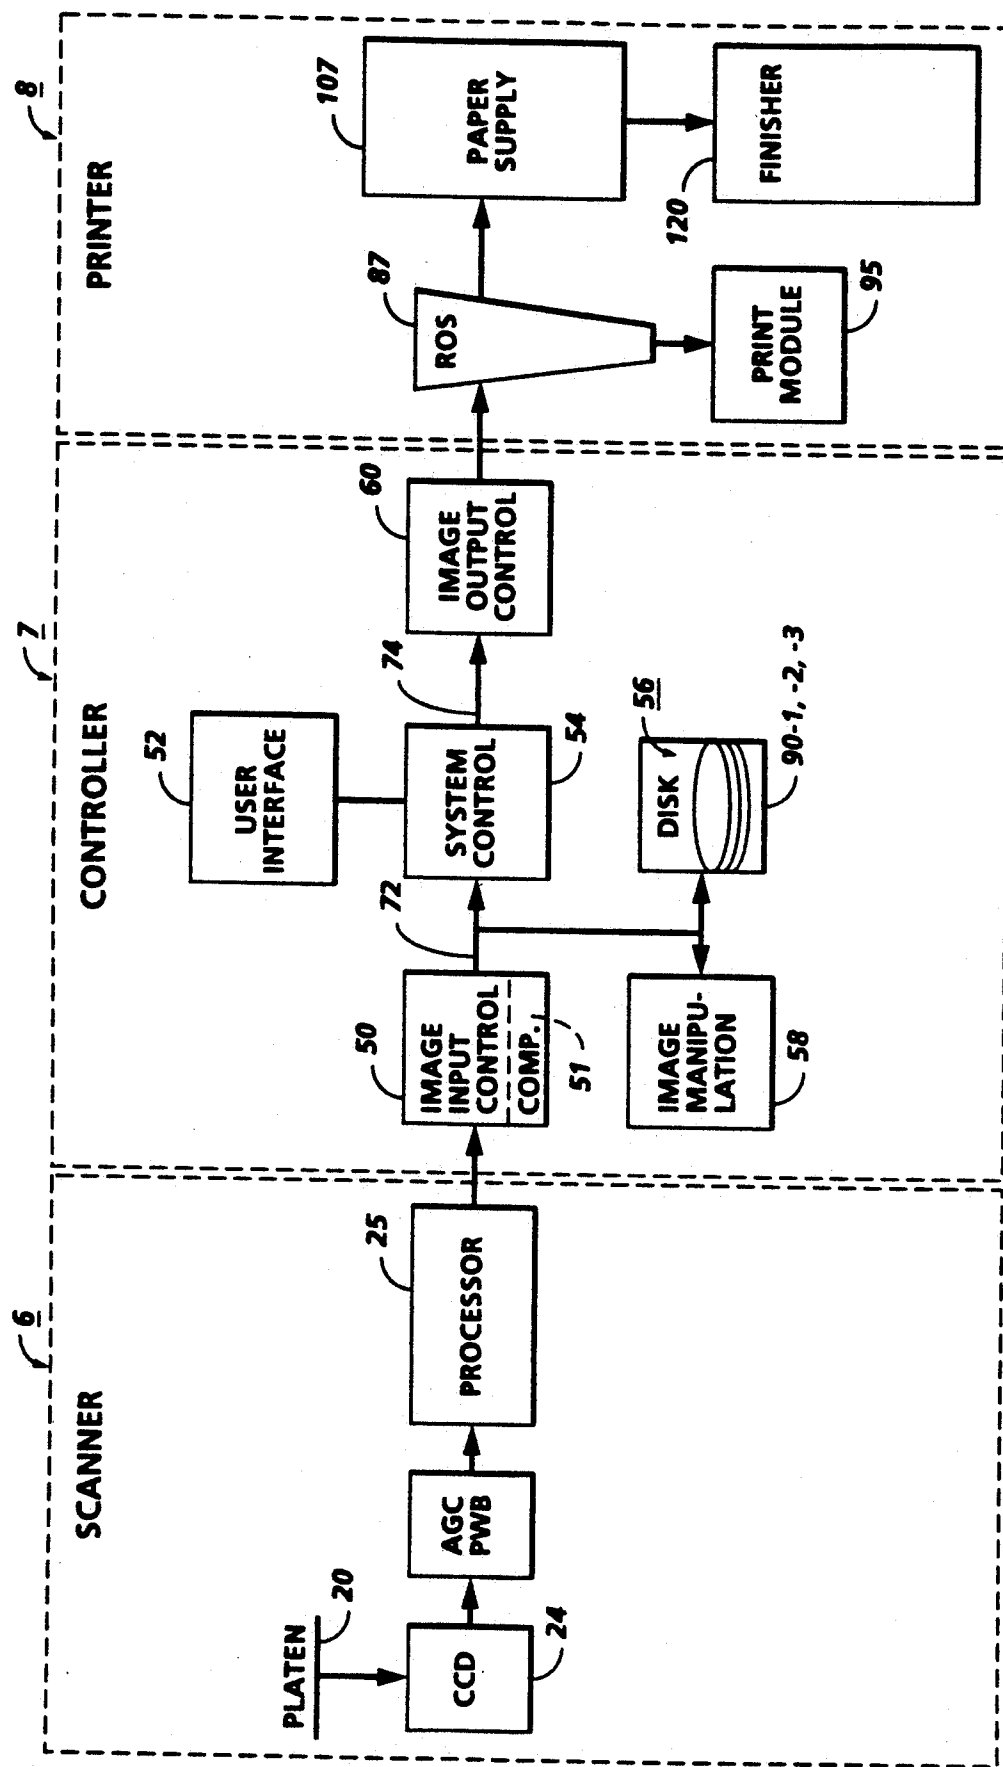 6
SCANNER
PLATEN
20
CCD
24
AGC
PWB
PROCESSOR
25
7
CONTROLLER
IMAGE
INPUT
CONTROL
COMP.
50
51
72
USER
INTERFACE
52
SYSTEM
CONTROL
54
74
IMAGE
OUTPUT
CONTROL
60
IMAGE
MANIPU-
LATION
58
DISK
56
90-1, -2, -3
8
PRINTER
ROS
87
PRINT
MODULE
95
PAPER
SUPPLY
107
FINISHER
120